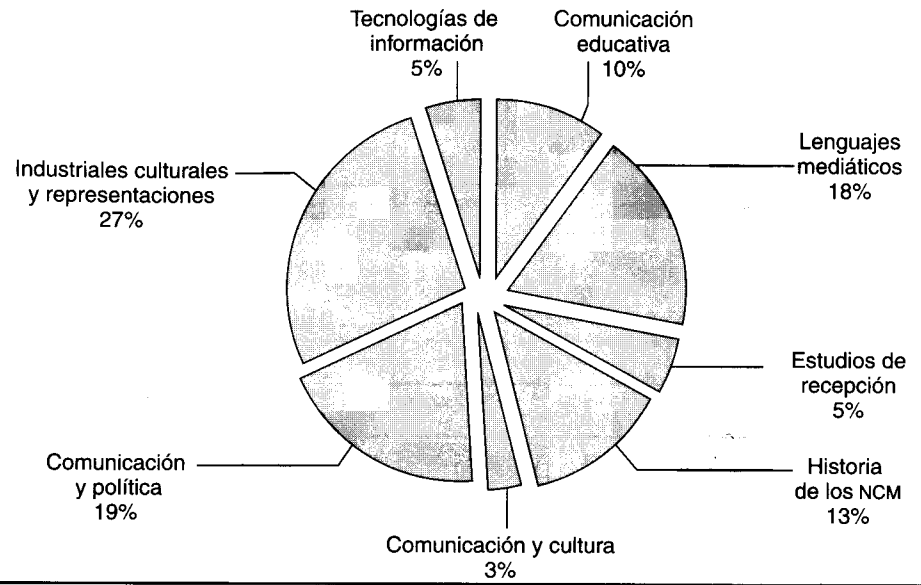 Tecnologías de
información
5%
Comunicación
educativa
10%
Lenguajes
mediáticos
18%
Estudios de
recepción
5%
Historia
de los NCM
13%
Comunicación y cultura
3%
Comunicación
y política
19%
Industriales culturales
y representaciones
27%